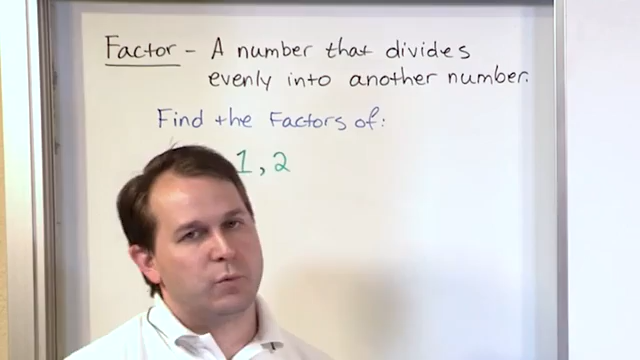 Factor - A number that divides
evenly into another number.
Find the Factors of:
1, 2